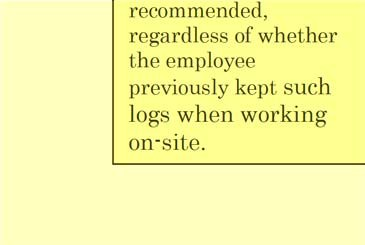 recommended,
regardless of whether
the employee
previously kept such
logs when working
on-site.